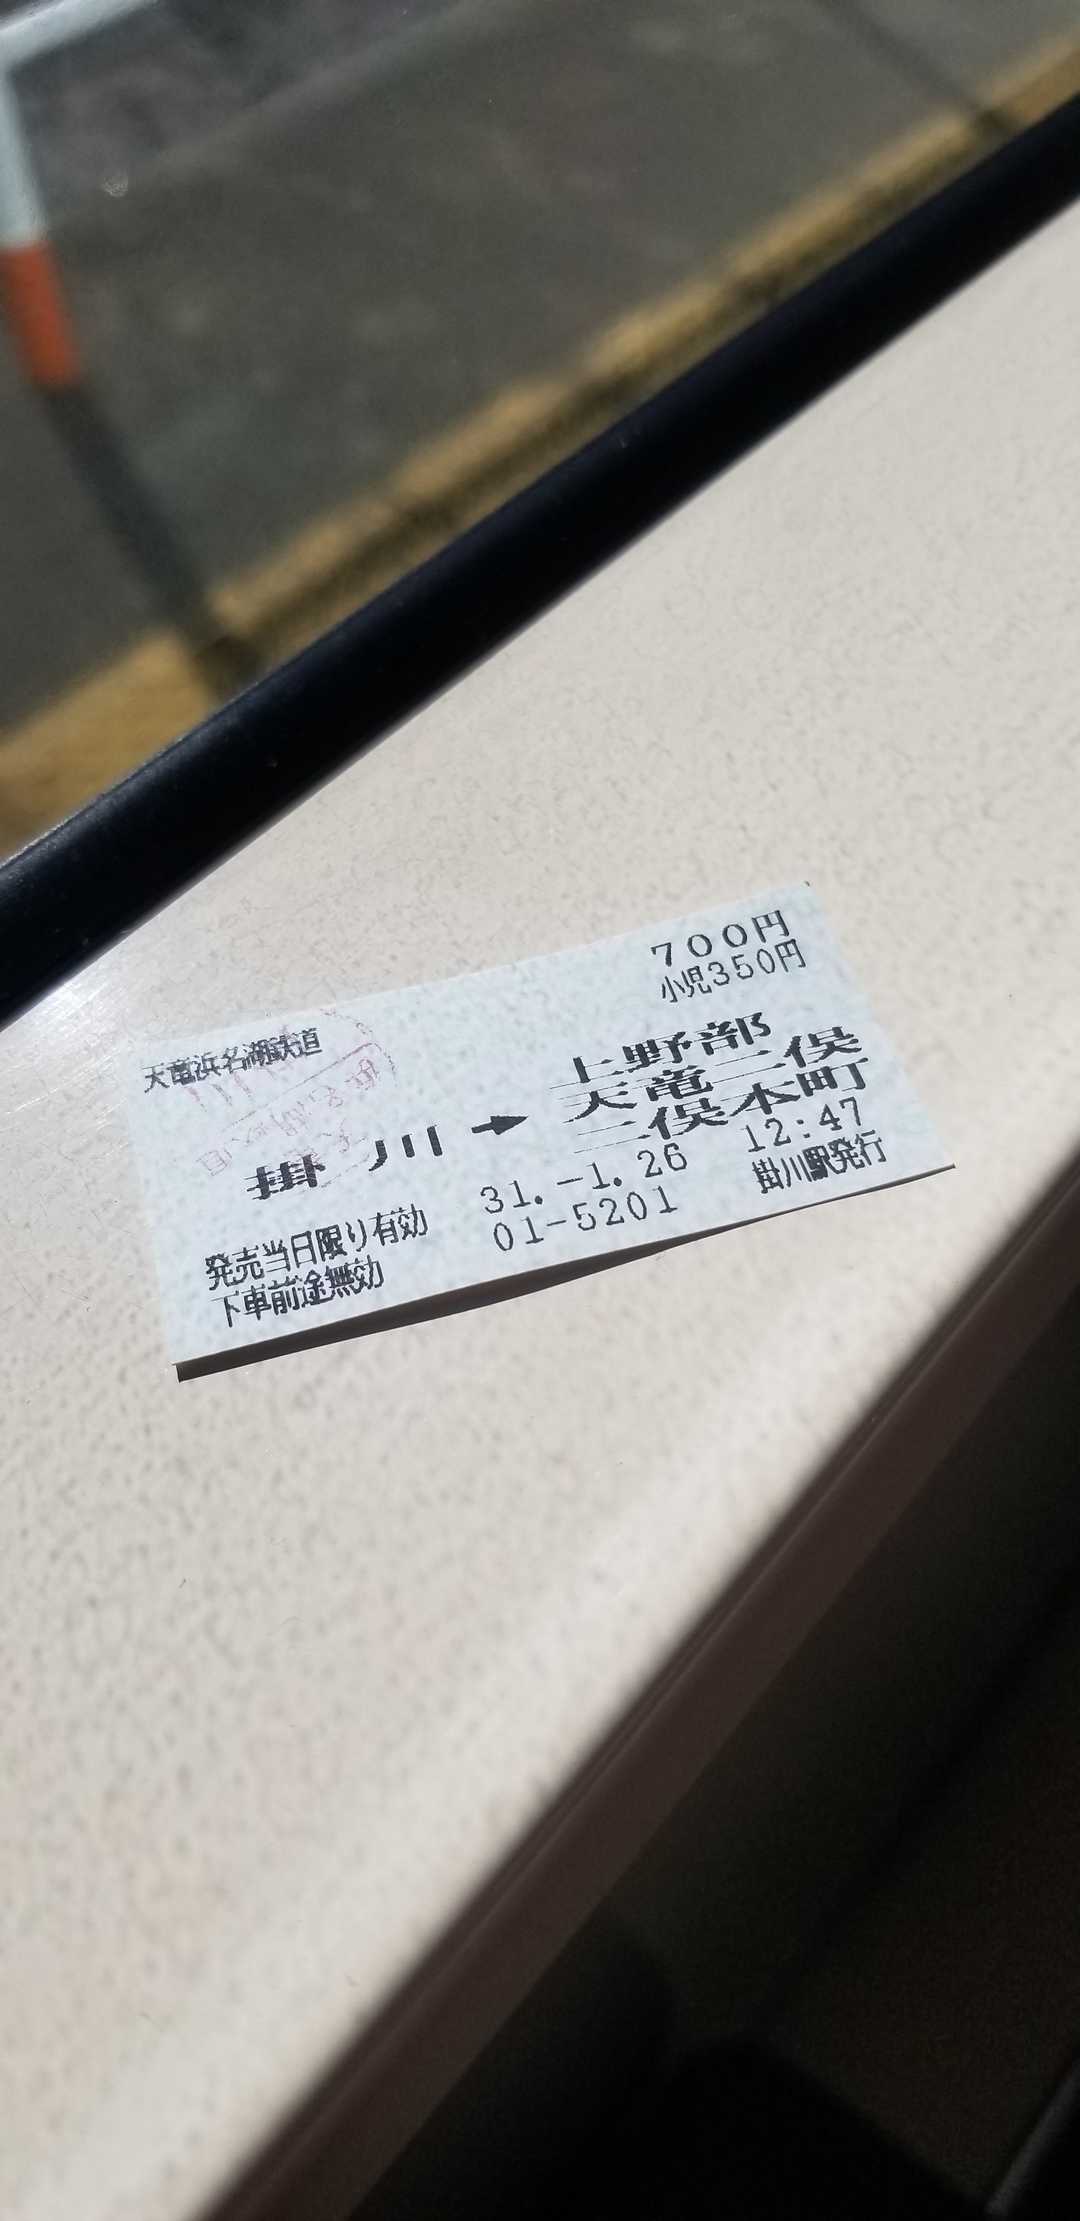 天竜浜名湖鉄道
700円
小児350円
掛川 → 上野部
天竜二俣
二俣本町
発売当日限り有効
下車前途無効
31.-1.26 12:47
01-5201 掛川駅発行